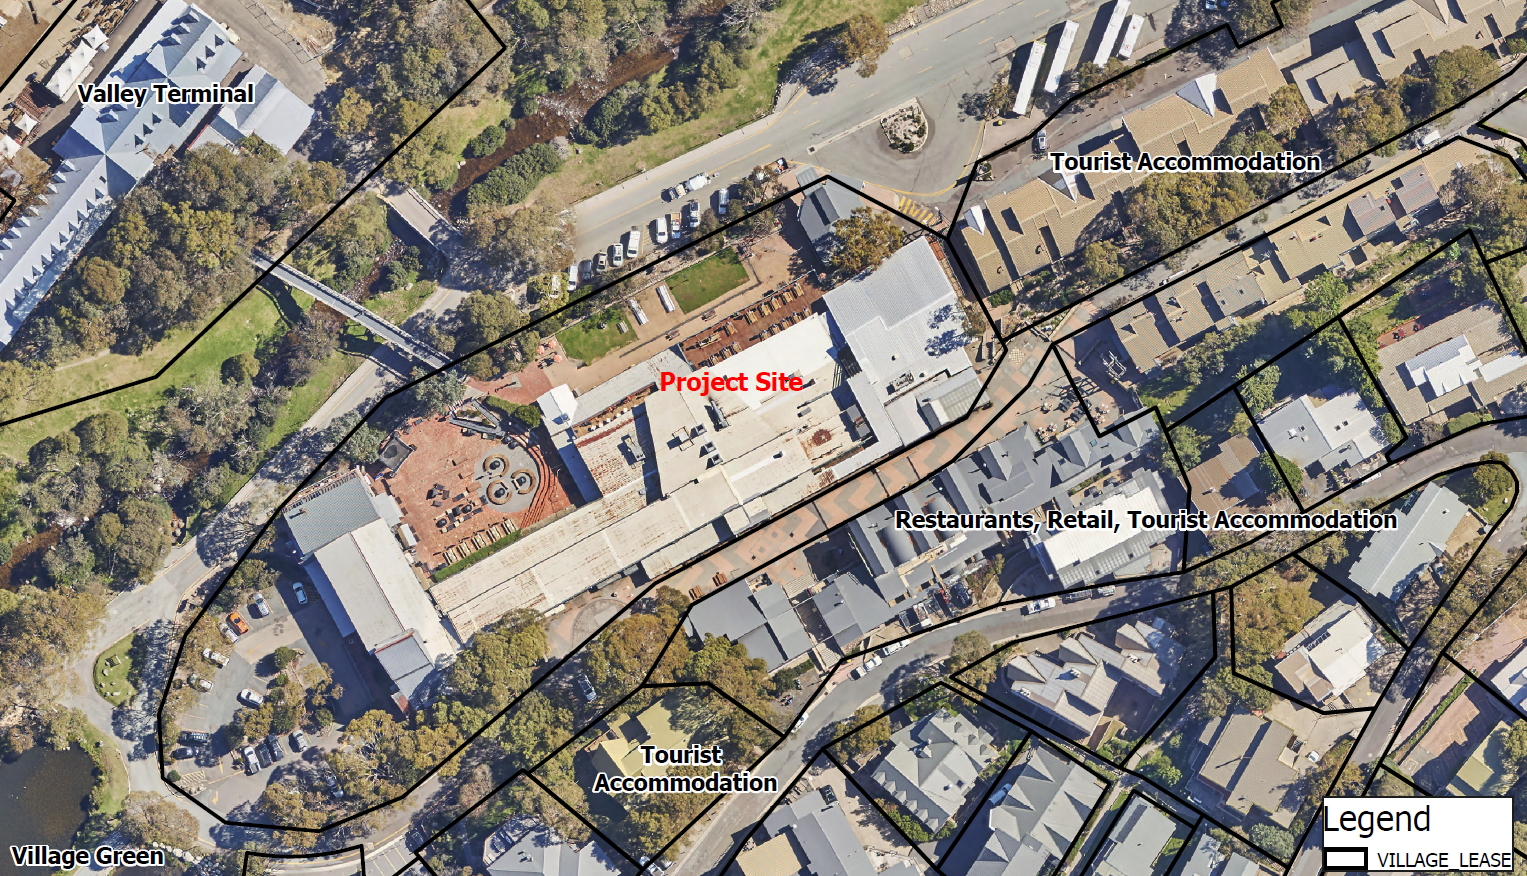 Valley Terminal
Tourist Accommodation
Project Site
Restaurants, Retail, Tourist Accommodation
Tourist
Accommodation
Village Green
Legend
VILLAGE_LEASE